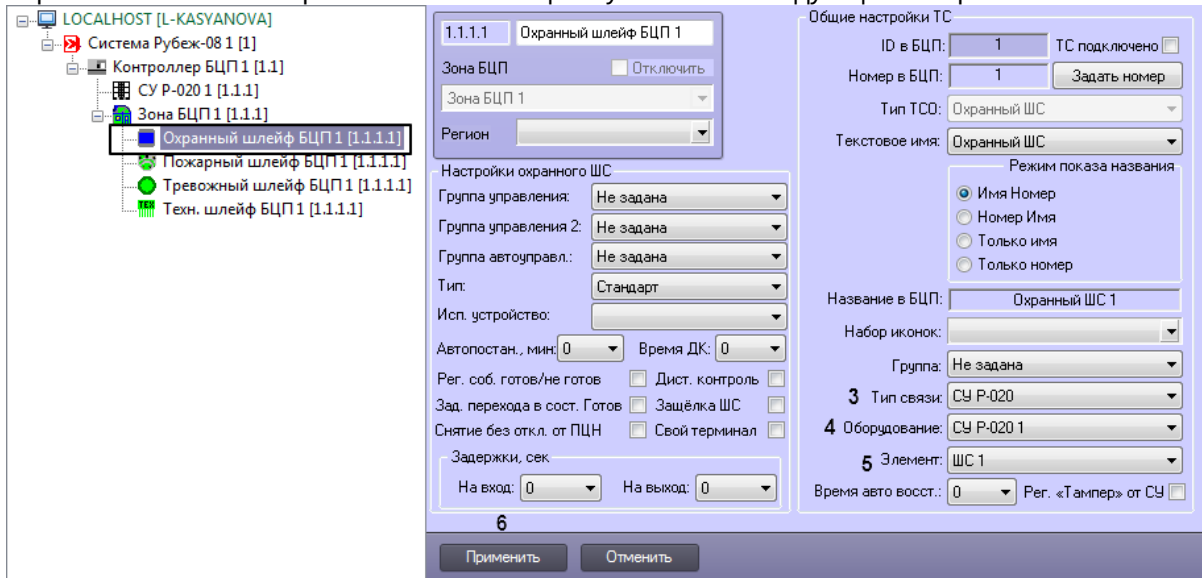 LOCALHOST [L-KASYANOVA]
Система Рубеж-08 1 [1]
Контроллер БЦП 1 [1.1]
СУ Р-020 1 [1.1.1]
Зона БЦП 1 [1.1.1]
Охранный шлейф БЦП 1 [1.1.1.1]
Пожарный шлейф БЦП 1 [1.1.1.1]
Тревожный шлейф БЦП 1 [1.1.1.1]
ТЕХ Техн. шлейф БЦП 1 [1.1.1.1]
1.1.1.1 Охранный шлейф БЦП 1
Зона БЦП Отключить
Зона БЦП 1
Регион
Настройки охранного ШС
Группа управления: Не задана
Группа управления 2: Не задана
Группа автоуправл.: Не задана
Тип: Стандарт
Исп. устройство:
Автопостан., мин: 0 Время ДК: 0
Рег. соб. готов/не готов Дист. контроль
Зад. перехода в сост. Готов Защёлка ШС
Снятие без откл. от ПЦН Свой терминал
Задержки, сек
На вход: 0 На выход: 0
6
Применить Отменить
Общие настройки ТС
ID в БЦП: 1 ТС подключено
Номер в БЦП: 1 Задать номер
Тип ТСО: Охранный ШС
Текстовое имя: Охранный ШС
Режим показа названия
Имя Номер
Номер Имя
Только имя
Только номер
Название в БЦП: Охранный ШС 1
Набор иконок:
Группа: Не задана
3 Тип связи: СУ Р-020
4 Оборудование: СУ Р-020 1
5 Элемент: ШС 1
Время авто восст.: 0 Рег. «Тампер» от СУ